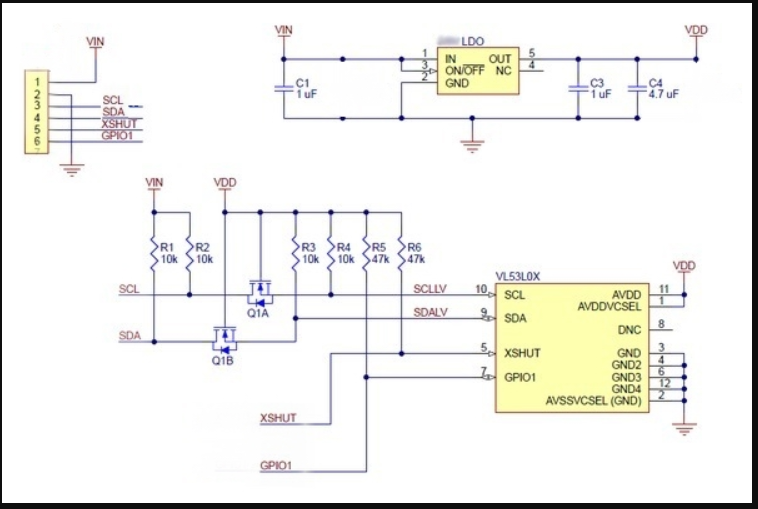 VIN
1
2
3 SCL
4 SDA
5 XSHUT
6 GPIO1
VIN
LDO
VDD
1 IN OUT 5
3 ON/OFF NC 4
2 GND
C1
1 uF
C3
1 uF
C4
4.7 uF
VIN
VDD
R1
10k
R2
10k
R3
10k
R4
10k
R5
47k
R6
47k
SCL
Q1A
SCLLV
SDA
Q1B
SDALV
XSHUT
GPIO1
VL53L0X
VDD
10 SCL AVDD 11
AVDDVCSEL 1
9 SDA
DNC 8
5 XSHUT GND 3
GND2 4
7 GPIO1 GND3 6
GND4 12
AVSSVCSEL (GND) 2